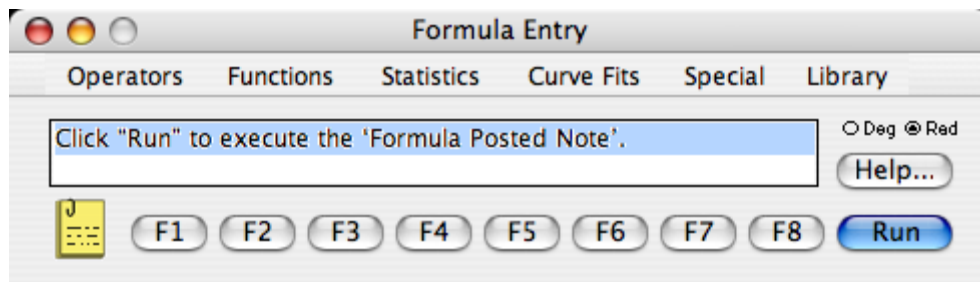 Formula Entry
Operators Functions Statistics Curve Fits Special Library
Click "Run" to execute the 'Formula Posted Note'.
Deg Rad
Help...
F1 F2 F3 F4 F5 F6 F7 F8 Run